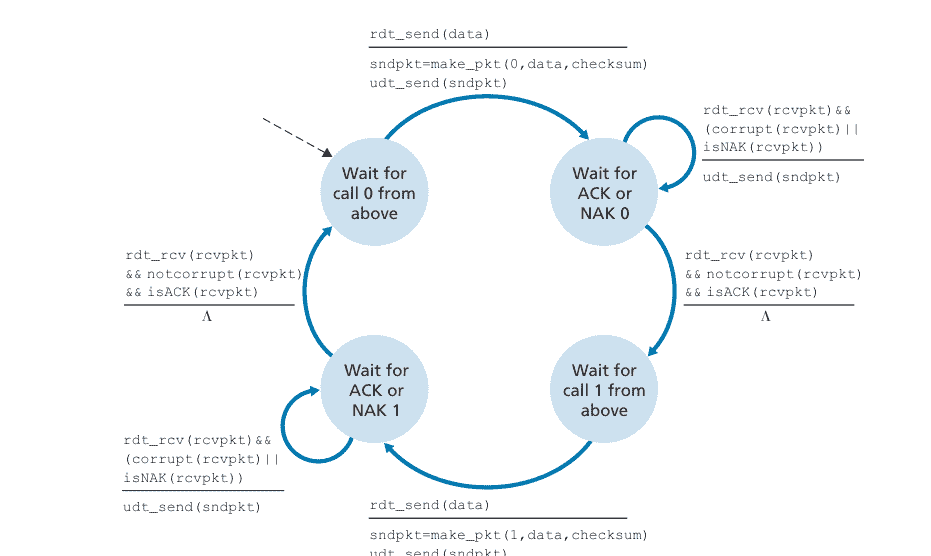 rdt_send(data)
sndpkt=make_pkt(0,data,checksum)
udt_send(sndpkt)
rdt_rcv(rcvpkt)&&
(corrupt(rcvpkt)||
isNAK(rcvpkt))
udt_send(sndpkt)
Wait for
call 0 from
above
Wait for
ACK or
NAK 0
rdt_rcv(rcvpkt)
&& notcorrupt(rcvpkt)
&& isACK(rcvpkt)
Λ
rdt_rcv(rcvpkt)
&& notcorrupt(rcvpkt)
&& isACK(rcvpkt)
Λ
Wait for
ACK or
NAK 1
Wait for
call 1 from
above
rdt_rcv(rcvpkt)&&
(corrupt(rcvpkt)||
isNAK(rcvpkt))
udt_send(sndpkt)
rdt_send(data)
sndpkt=make_pkt(1,data,checksum)
udt_send(sndpkt)